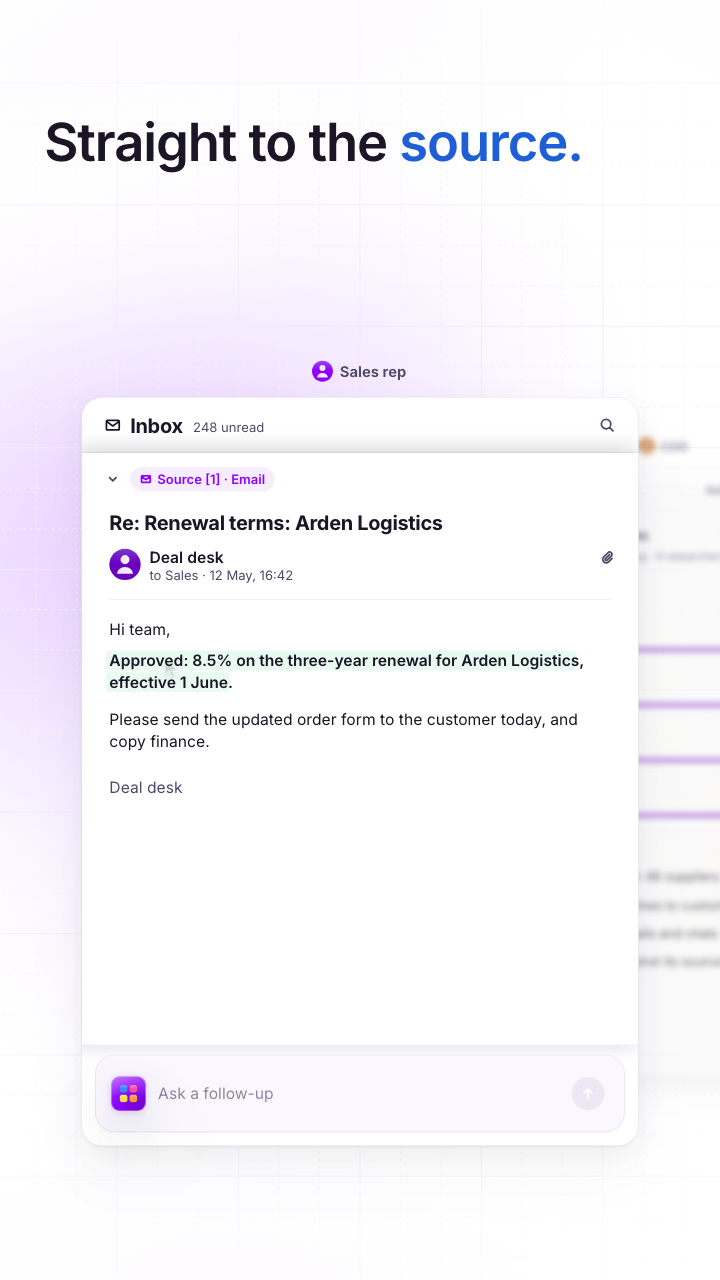 Straight to the source.
Sales rep
Inbox 248 unread
Source [1] · Email
Re: Renewal terms: Arden Logistics
Deal desk
to Sales · 12 May, 16:42
Hi team,
Approved: 8.5% on the three-year renewal for Arden Logistics,
effective 1 June.
Please send the updated order form to the customer today, and
copy finance.
Deal desk
Ask a follow-up